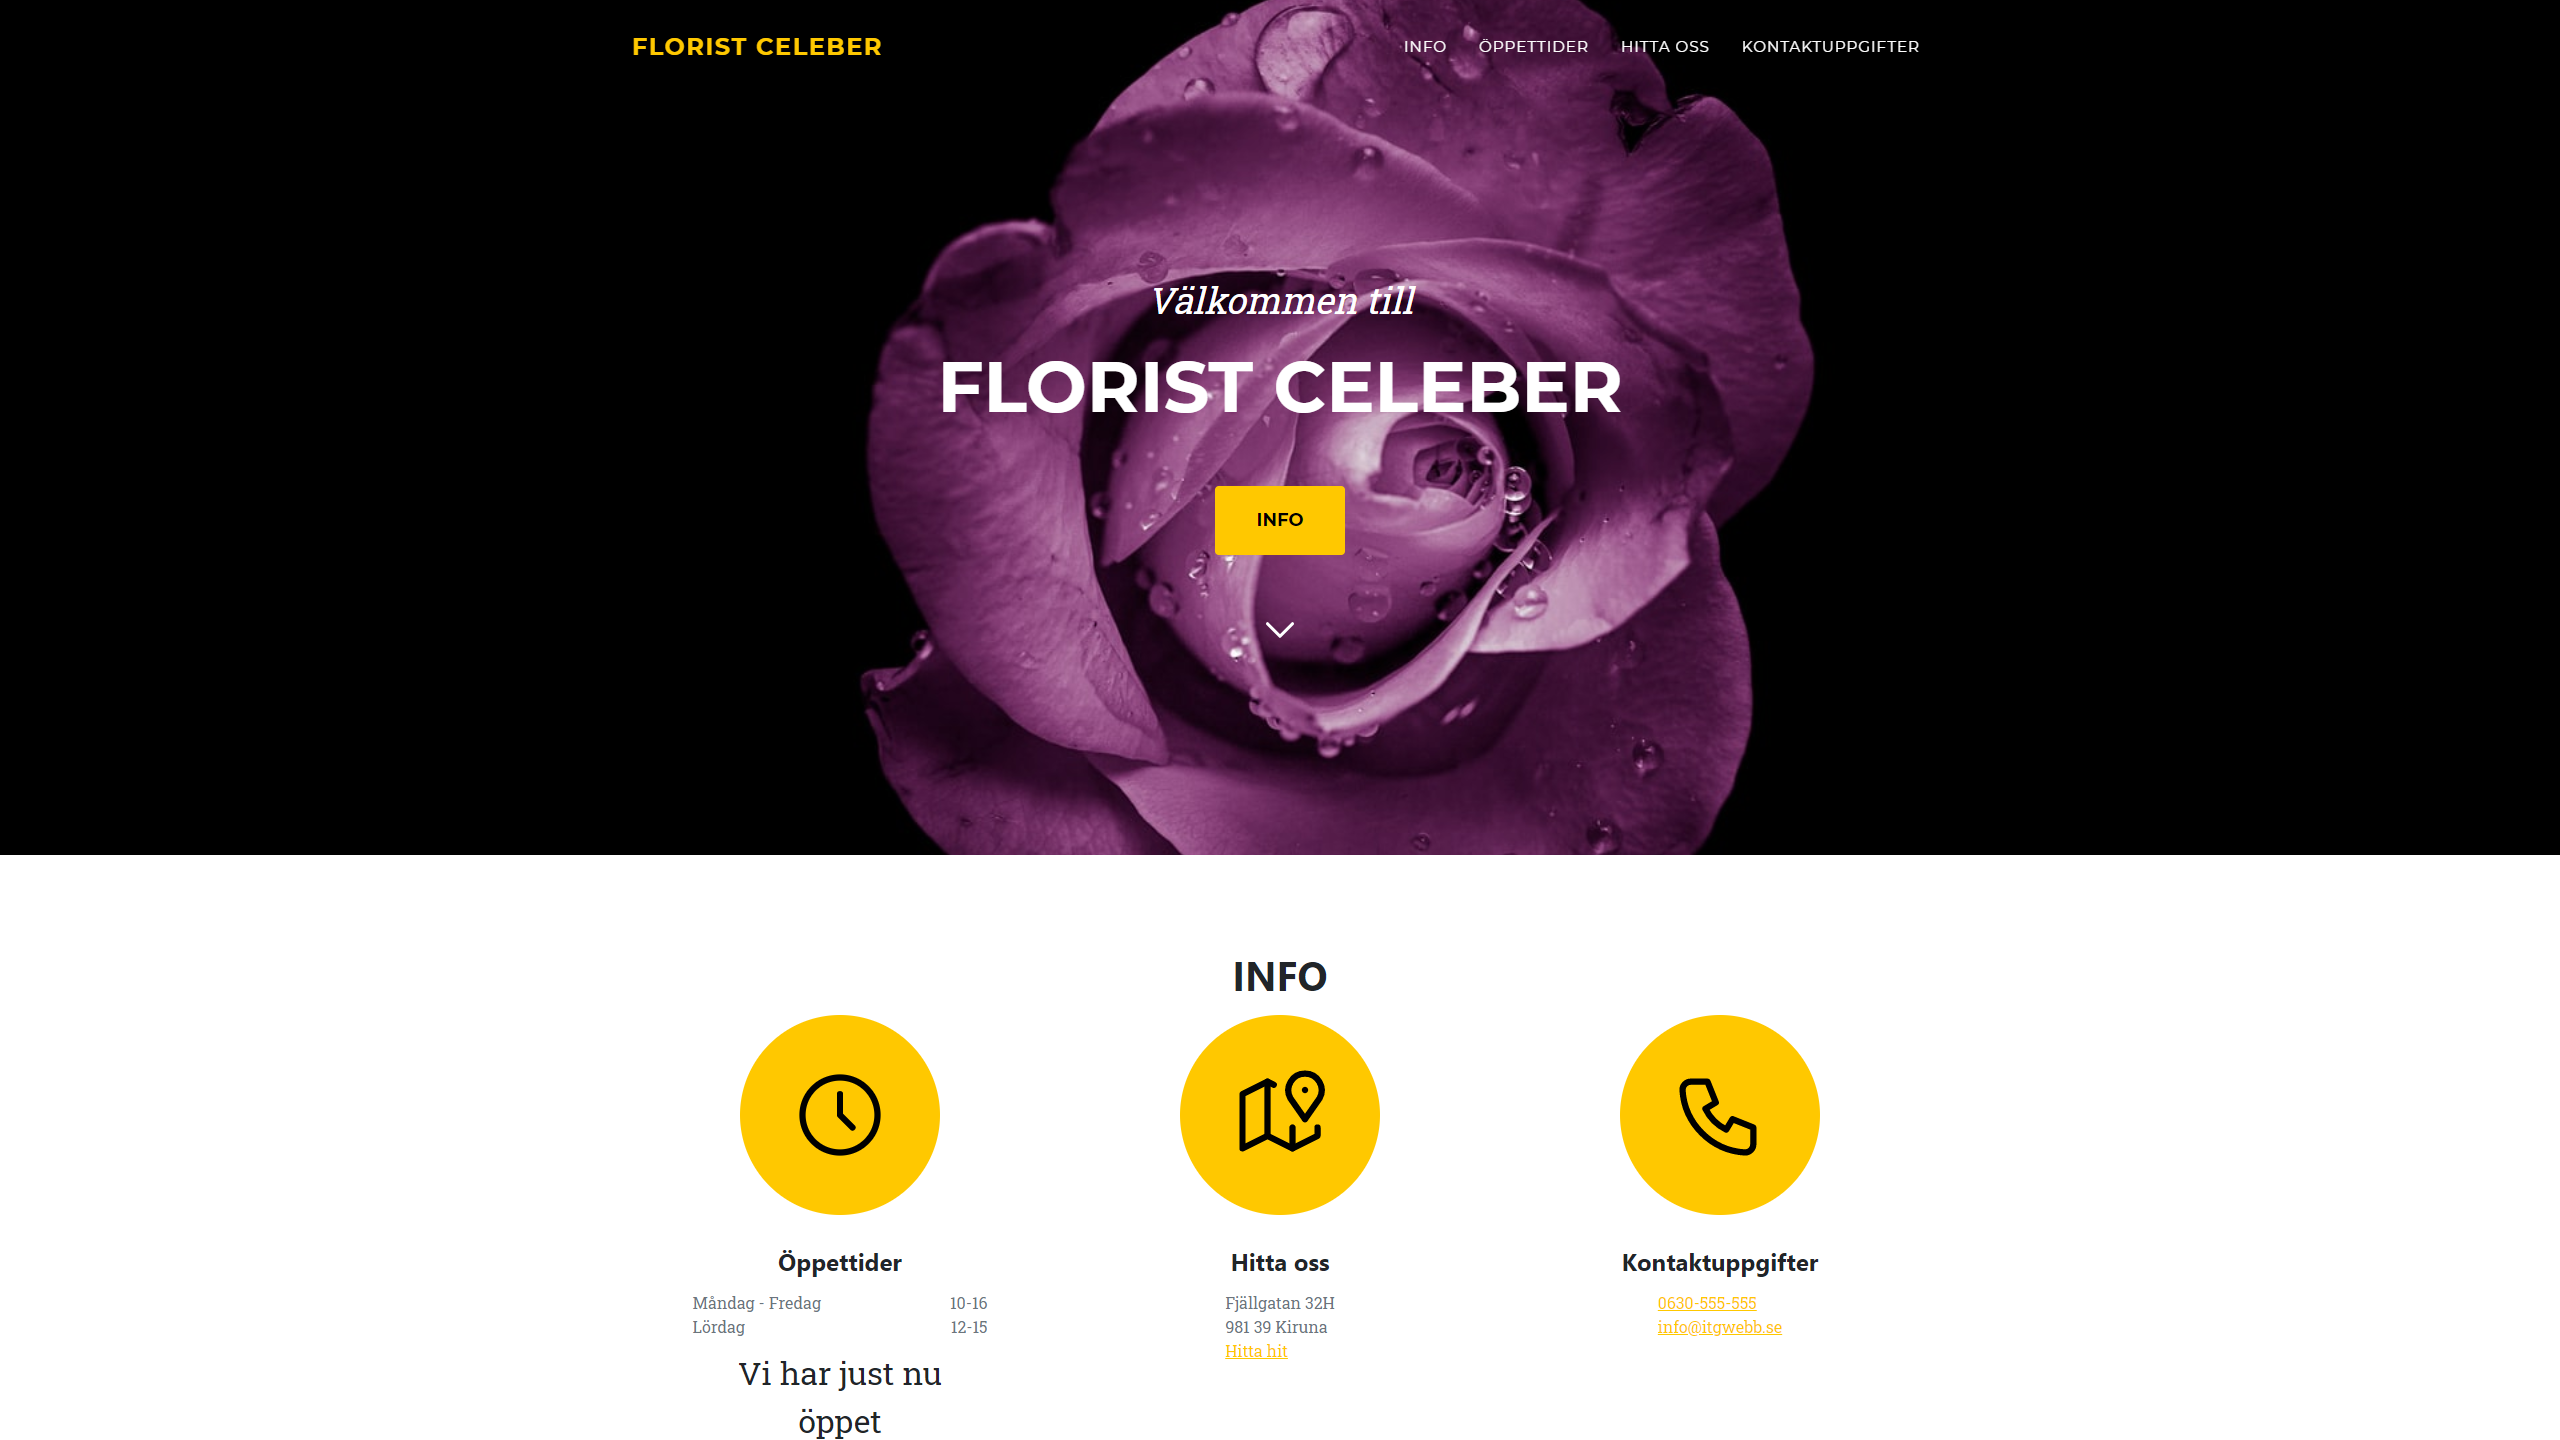 FLORIST CELEBER
INFO ÖPPETTIDER HITTA OSS KONTAKTUPPGIFTER
Välkommen till
FLORIST CELEBER
INFO
INFO
Öppettider
Måndag - Fredag 10-16
Lördag 12-15
Vi har just nu
öppet
Hitta oss
Fjällgatan 32H
981 39 Kiruna
Hitta hit
Kontaktuppgifter
0630-555-555
info@itgwebb.se